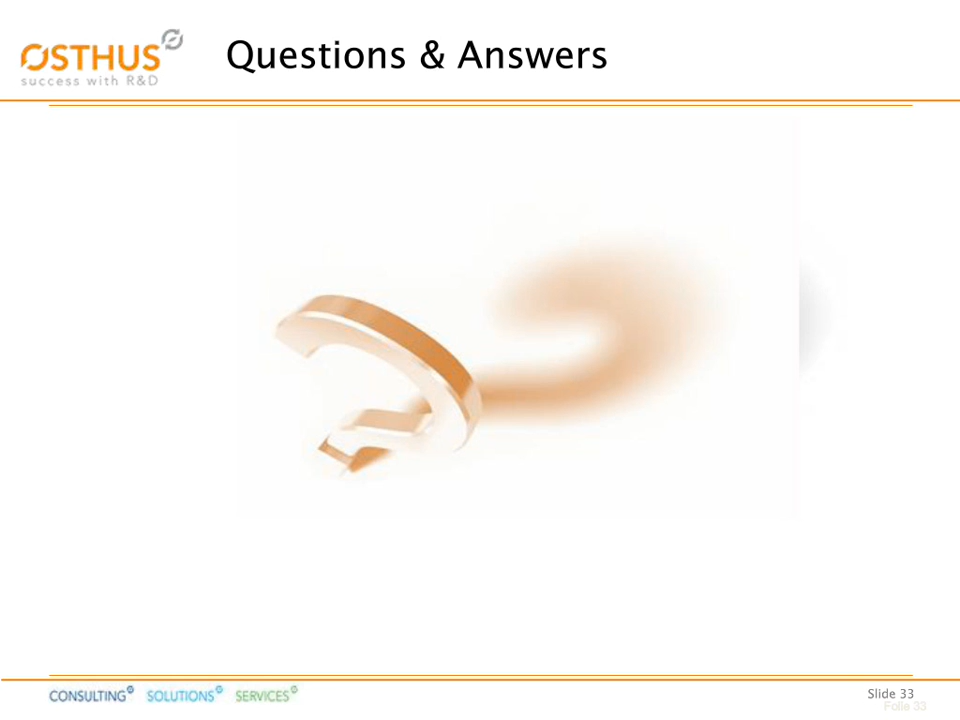 OSTHUS
success with R&D
Questions & Answers
CONSULTING SOLUTIONS SERVICES
Slide 33
Folie 33